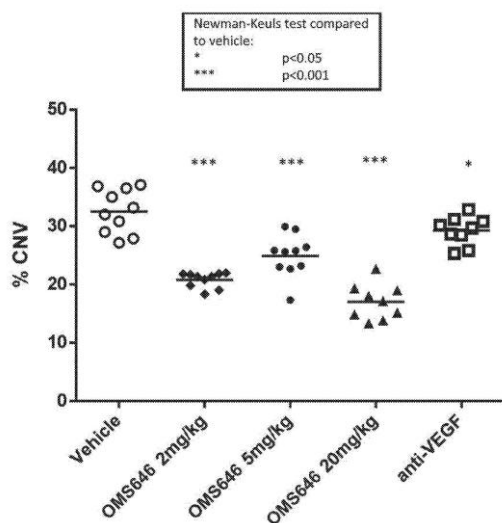 Newman-Keuls test compared
to vehicle:
* p<0.05
*** p<0.001
50
40
30
20
10
0
% CNV
*** *** *** *
Vehicle
OMS646 2mg/kg
OMS646 5mg/kg
OMS646 20mg/kg
anti-VEGF